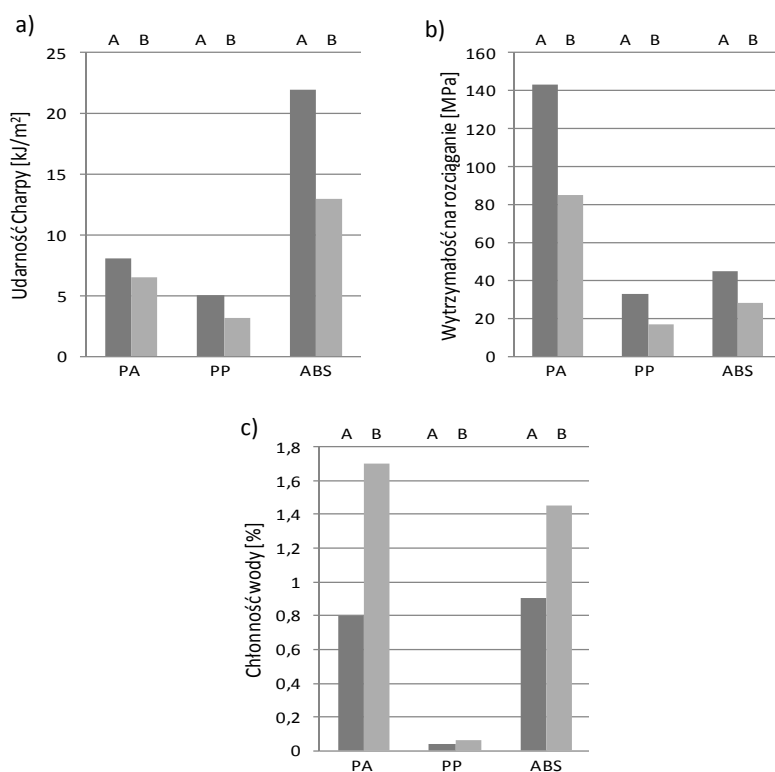 a)
A B A B A B
Udarność Charpy [kJ/m²]
25
20
15
10
5
0
PA PP ABS
b)
A B A B A B
Wytrzymałość na rozciąganie [MPa]
160
140
120
100
80
60
40
20
0
PA PP ABS
c)
A B A B A B
Chłonność wody [%]
1,8
1,6
1,4
1,2
1
0,8
0,6
0,4
0,2
0
PA PP ABS